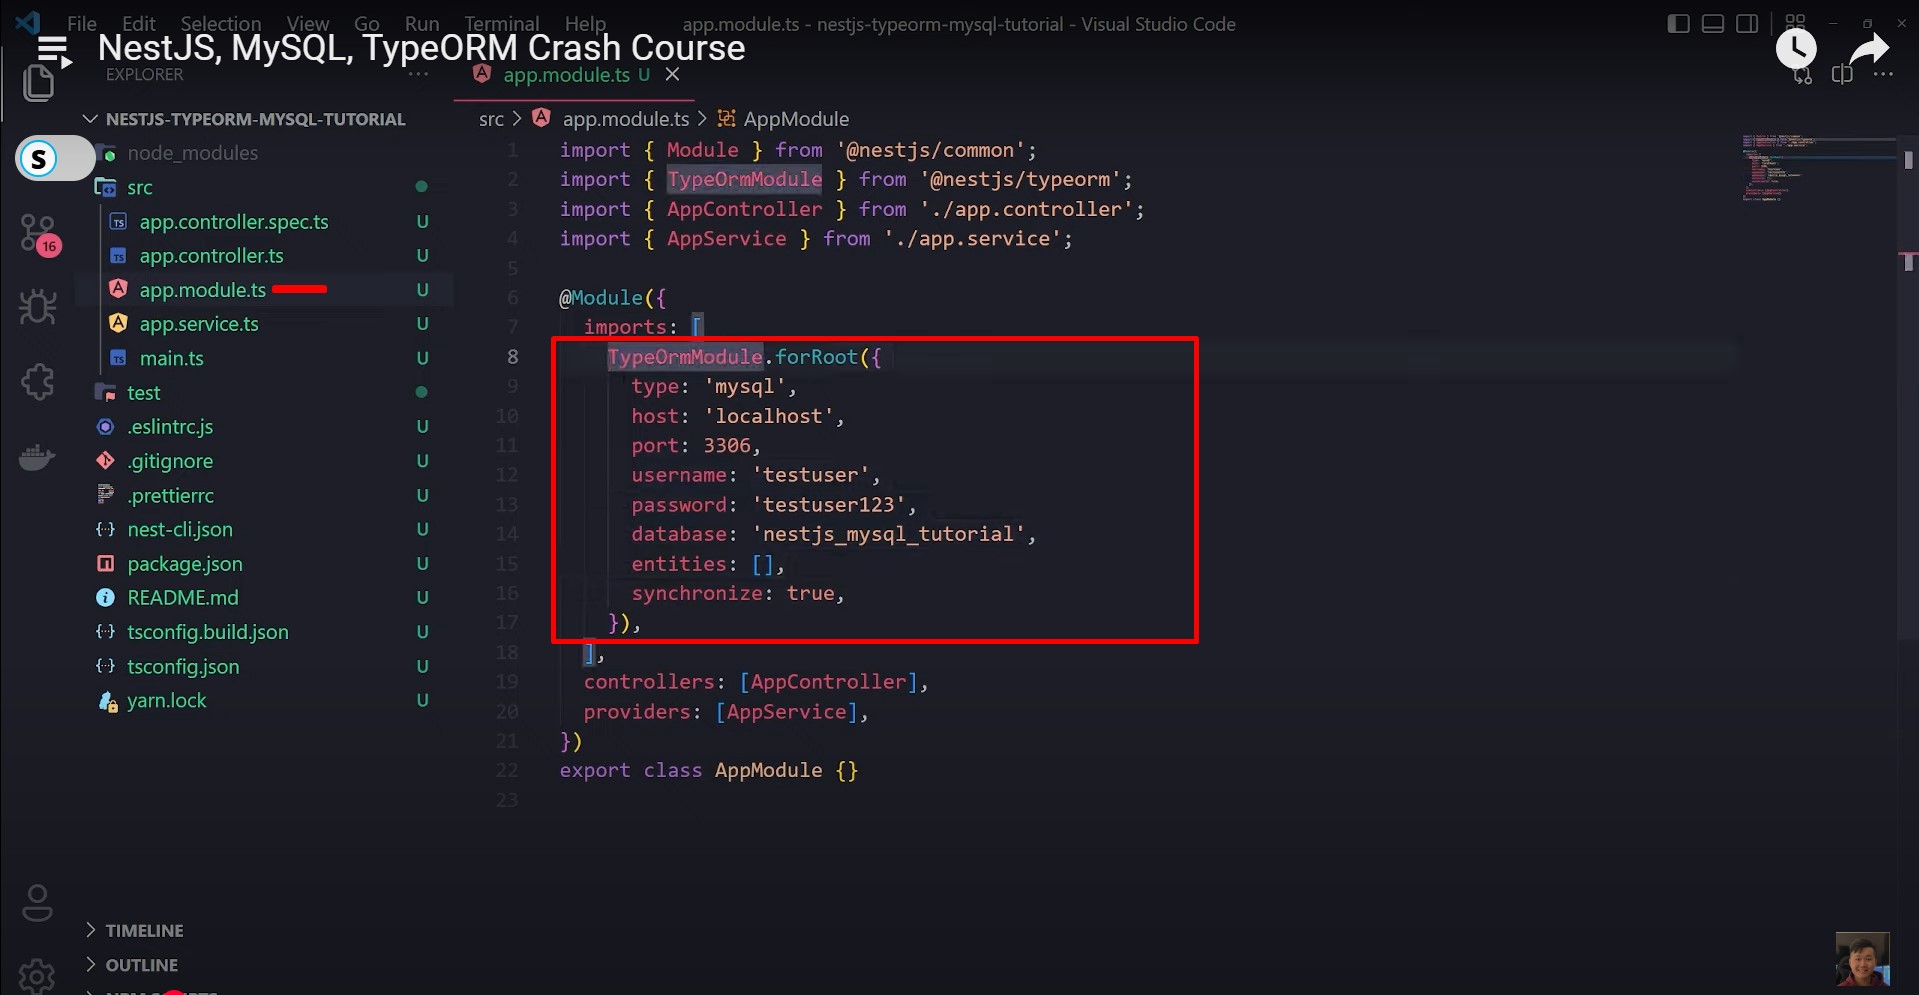 File Edit Selection View Go Run Terminal Help
app.module.ts - nestjs-typeorm-mysql-tutorial - Visual Studio Code
NestJS, MySQL, TypeORM Crash Course
EXPLORER
app.module.ts U
NESTJS-TYPEORM-MYSQL-TUTORIAL
S
node_modules
src
app.controller.spec.ts U
16
app.controller.ts U
app.module.ts U
app.service.ts U
main.ts U
test
.eslintrc.js U
.gitignore U
.prettierrc U
nest-cli.json U
package.json U
README.md U
tsconfig.build.json U
tsconfig.json U
yarn.lock U
TIMELINE
OUTLINE
src > app.module.ts > AppModule
1 import { Module } from '@nestjs/common';
2 import { TypeOrmModule } from '@nestjs/typeorm';
3 import { AppController } from './app.controller';
4 import { AppService } from './app.service';
5
6 @Module({
7 imports: [
8 TypeOrmModule.forRoot({
9 type: 'mysql',
10 host: 'localhost',
11 port: 3306,
12 username: 'testuser',
13 password: 'testuser123',
14 database: 'nestjs_mysql_tutorial',
15 entities: [],
16 synchronize: true,
17 }),
18 ],
19 controllers: [AppController],
20 providers: [AppService],
21 })
22 export class AppModule {}
23